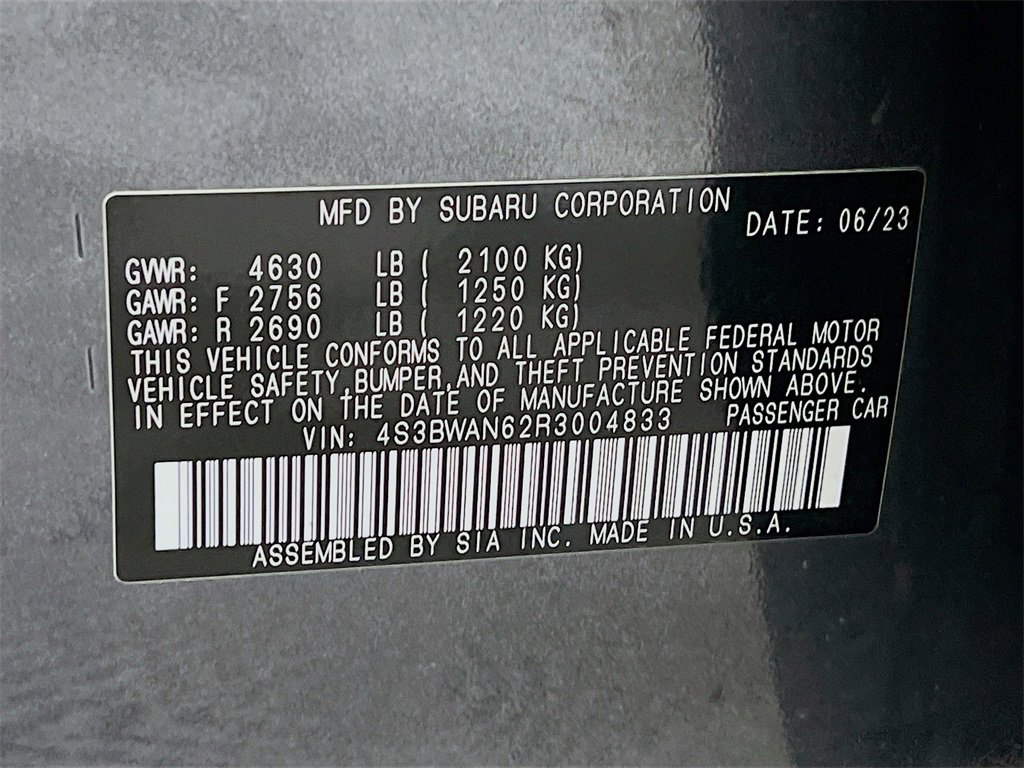 MFD BY SUBARU CORPORATION DATE: 06/23
GVWR: 4630 LB ( 2100 KG)
GAWR: F 2756 LB ( 1250 KG)
GAWR: R 2690 LB ( 1220 KG)
THIS VEHICLE CONFORMS TO ALL APPLICABLE FEDERAL MOTOR
VEHICLE SAFETY,BUMPER,AND THEFT PREVENTION STANDARDS
IN EFFECT ON THE DATE OF MANUFACTURE SHOWN ABOVE.
VIN: 4S3BWAN62R3004833 PASSENGER CAR
ASSEMBLED BY SIA INC. MADE IN U.S.A.